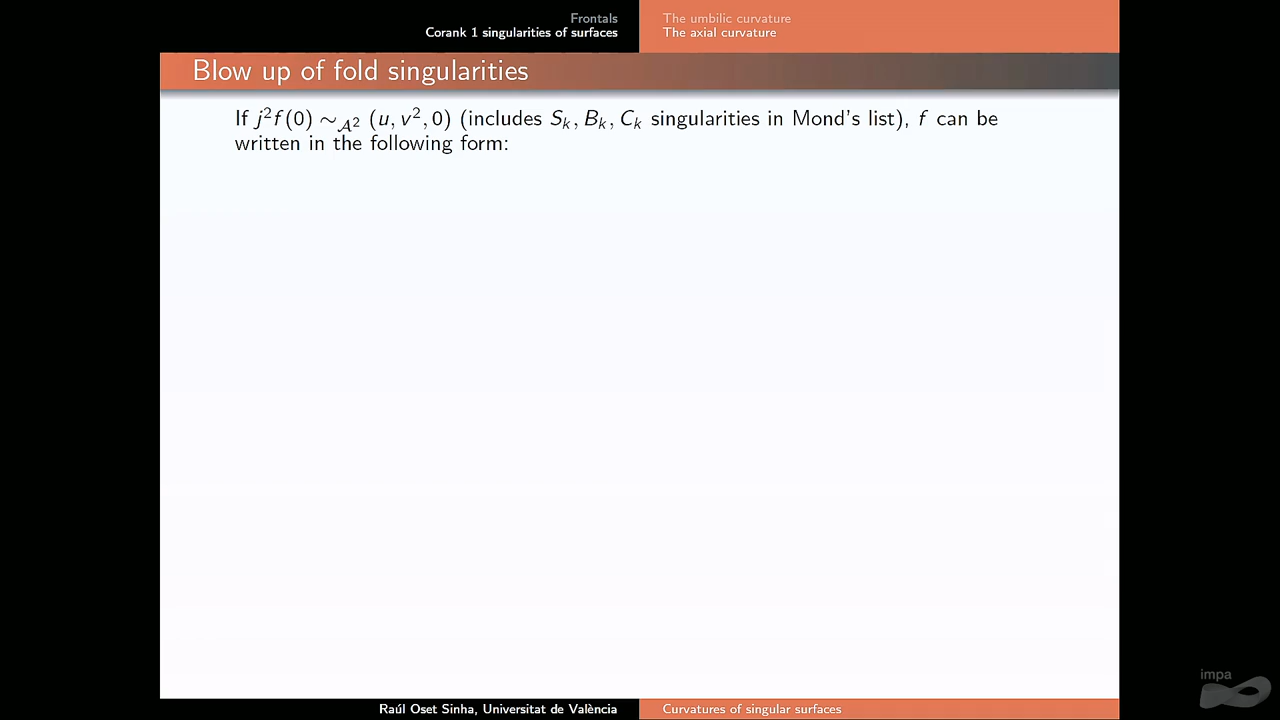 Frontals
Corank 1 singularities of surfaces
The umbilic curvature
The axial curvature
Blow up of fold singularities
If j²f(0) ∼_{𝒜²} (u, v², 0) (includes S_k, B_k, C_k singularities in Mond's list), f can be
written in the following form:
impa
Raúl Oset Sinha, Universitat de València
Curvatures of singular surfaces